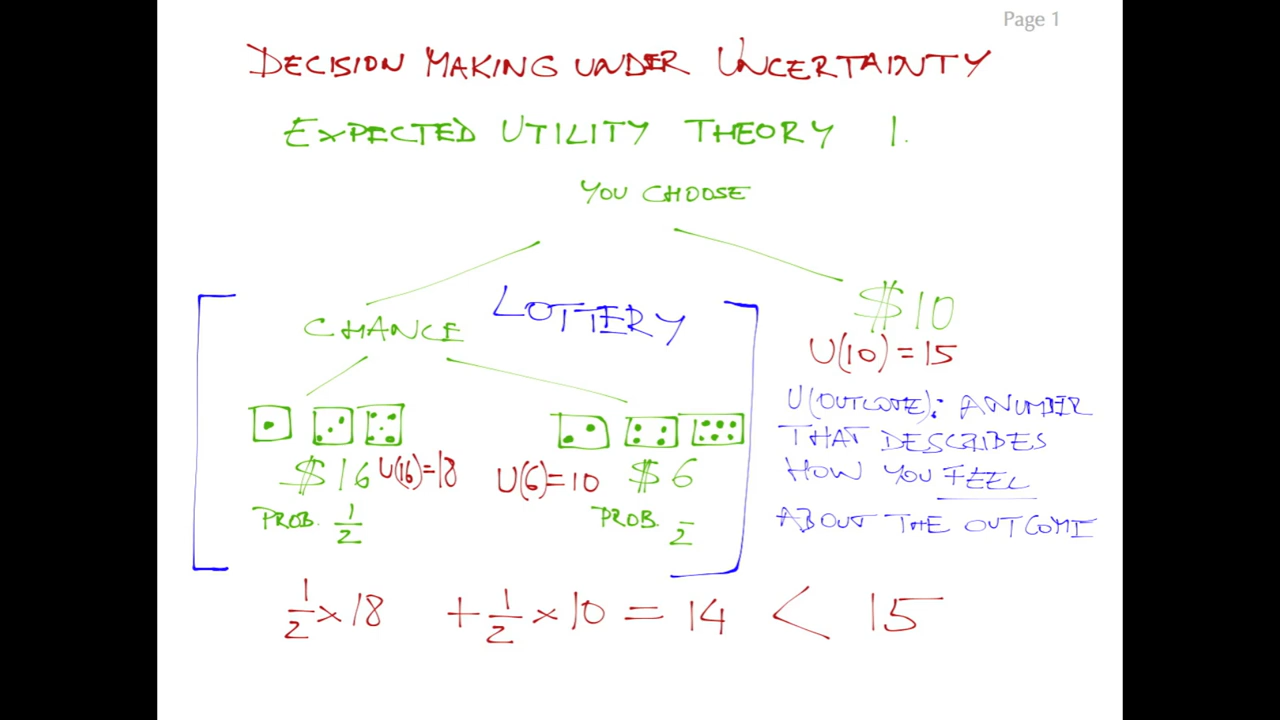 Page 1
DECISION MAKING UNDER UNCERTAINTY
EXPECTED UTILITY THEORY 1.
YOU CHOOSE
LOTTERY
$10
CHANCE
U(10) = 15
U(OUTCOME): A NUMBER
THAT DESCRIBES
HOW YOU FEEL
ABOUT THE OUTCOME
$16 U(16)=18 U(6)=10 $6
PROB. 1/2 PROB. /2
1/2 × 18 + 1/2 × 10 = 14 < 15